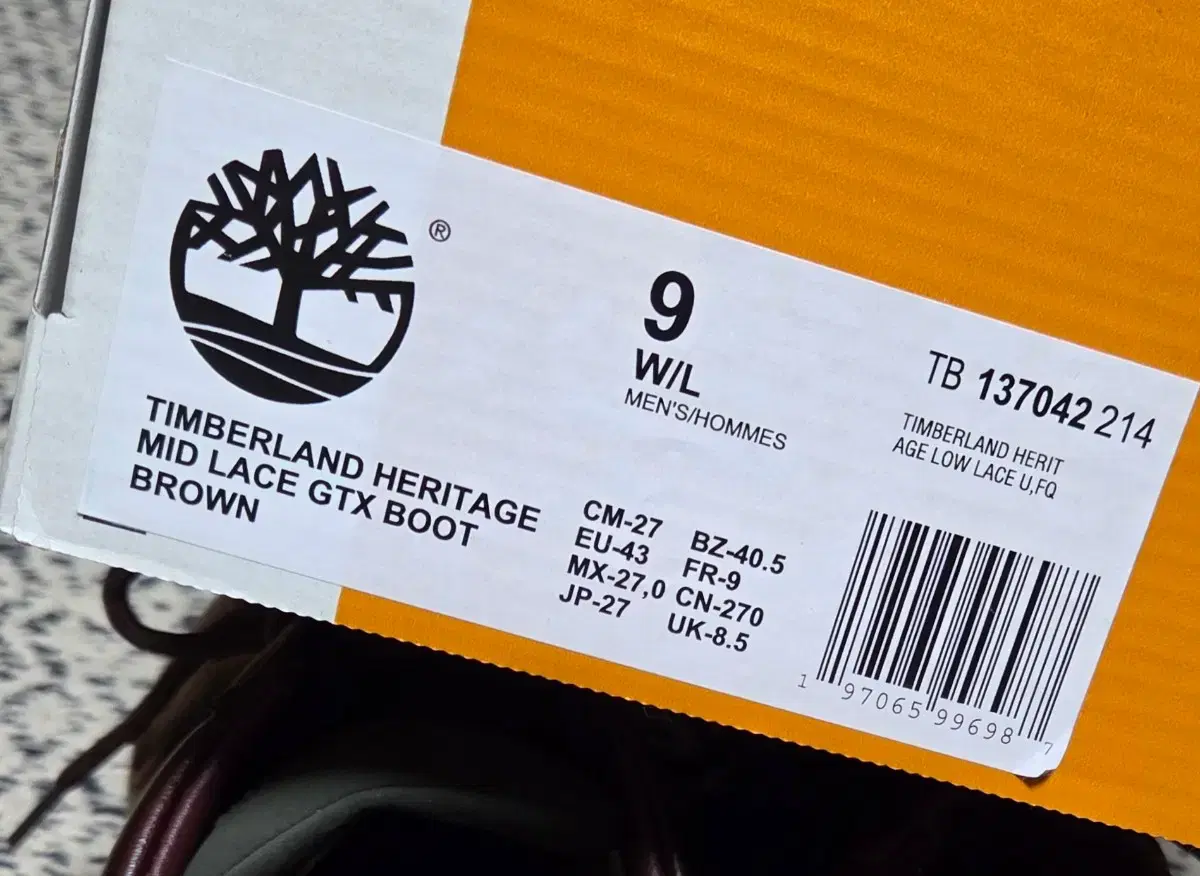 ®
TIMBERLAND HERITAGE
MID LACE GTX BOOT
BROWN
9
W/L
MEN'S/HOMMES
CM-27 BZ-40.5
EU-43 FR-9
MX-27,0 CN-270
JP-27 UK-8.5
TB 137042 214
TIMBERLAND HERIT
AGE LOW LACE U,FQ
1 97065 99698 7